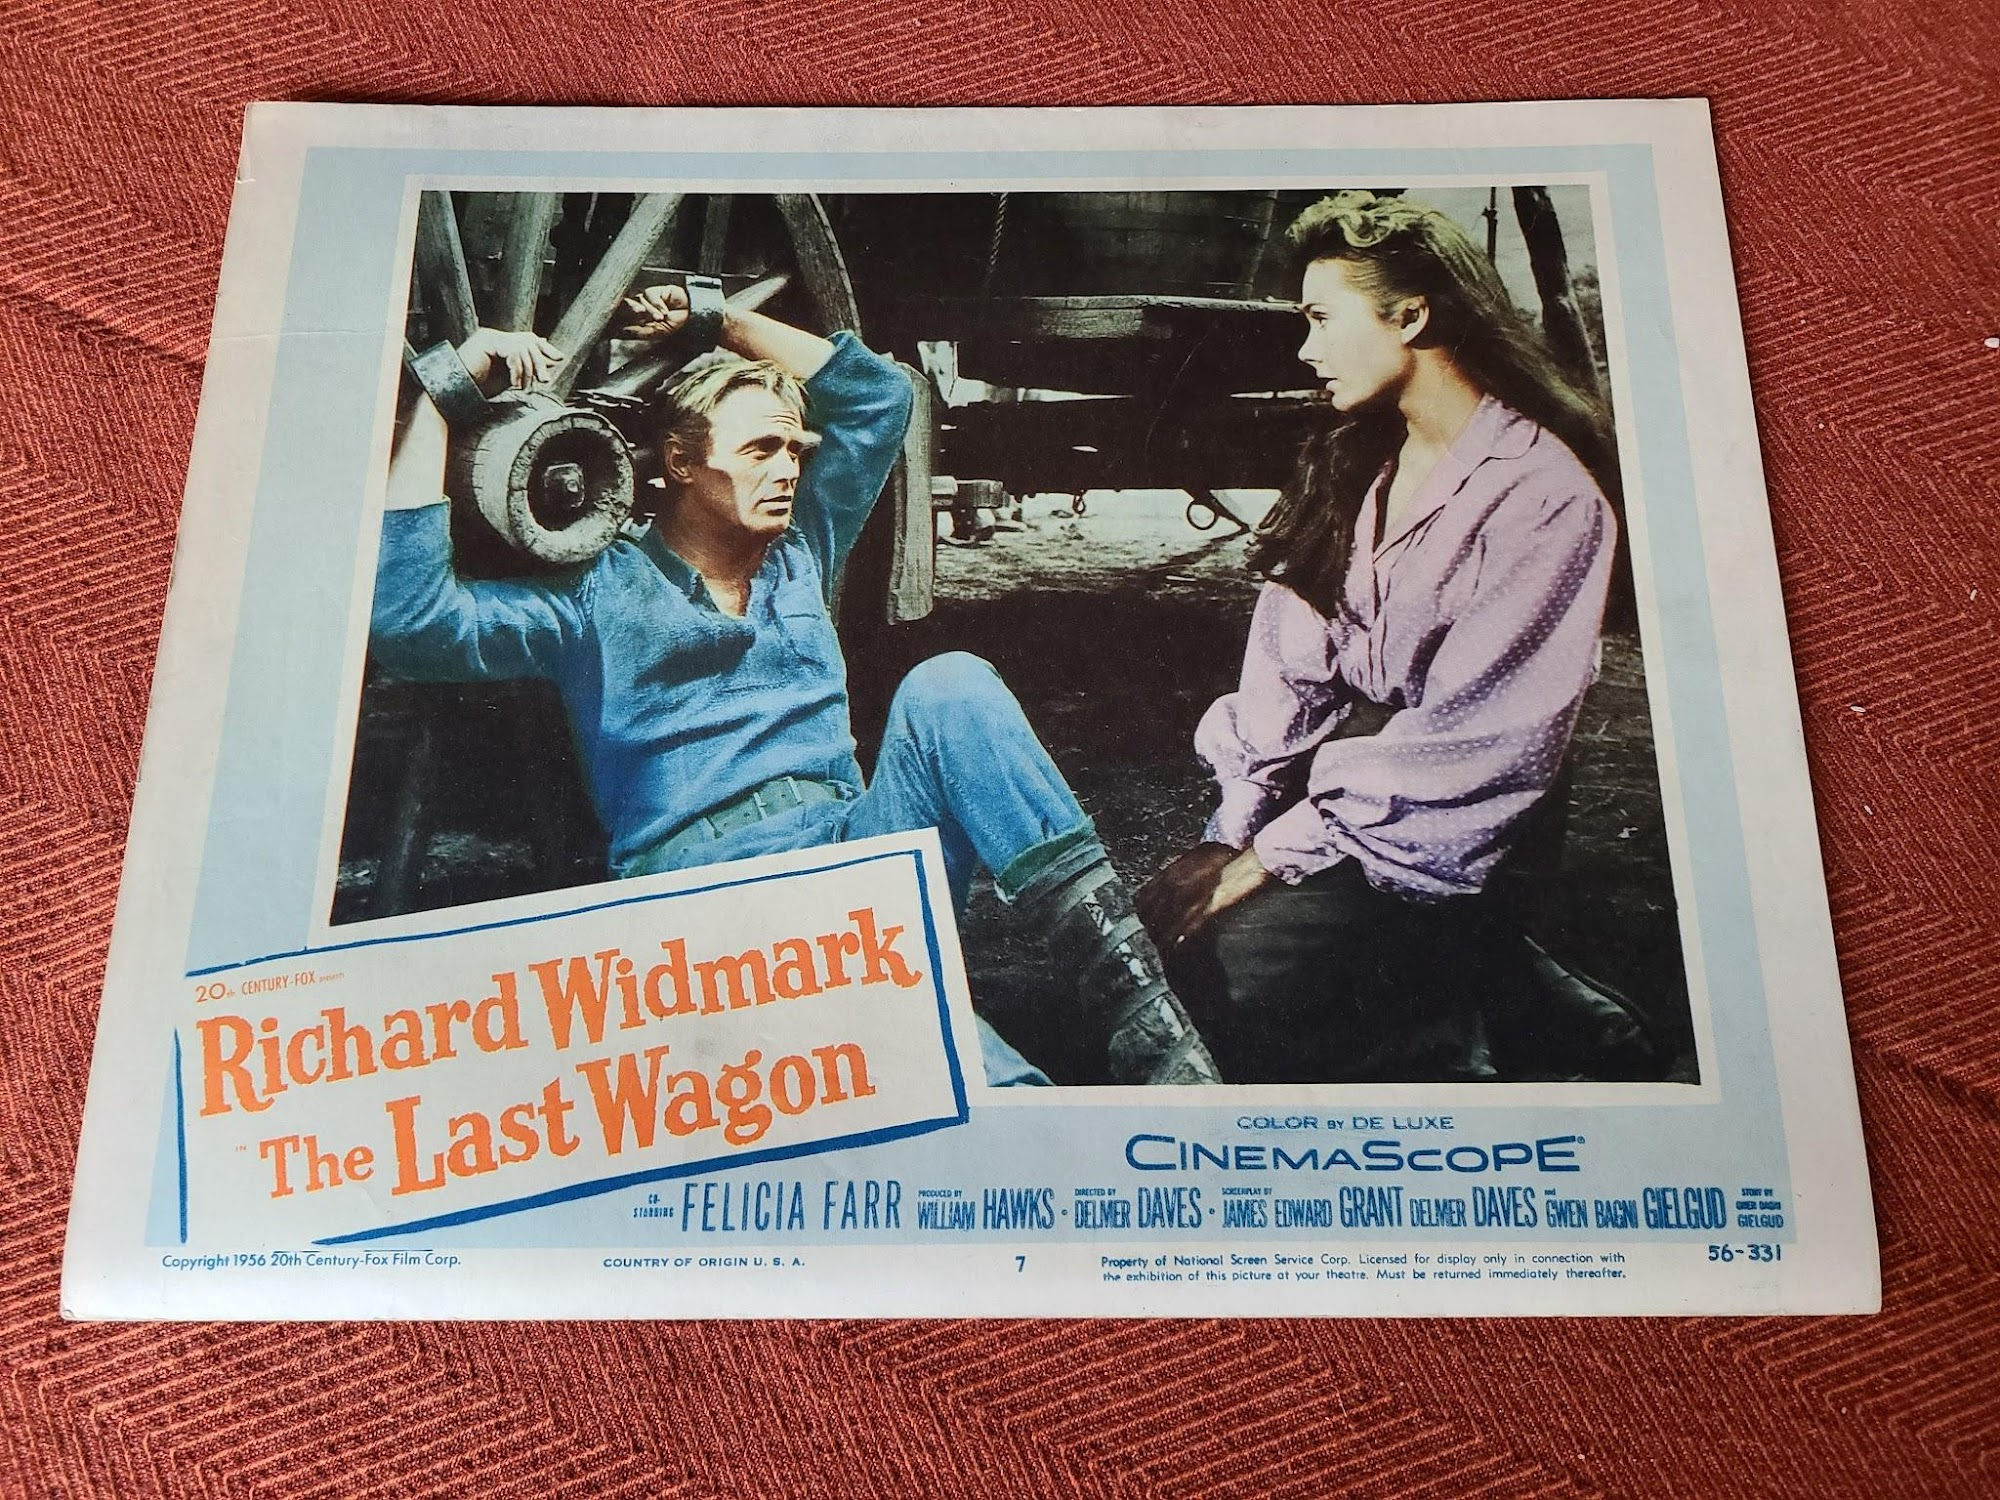 20th CENTURY-FOX presents
Richard Widmark
IN The Last Wagon
COLOR BY DE LUXE
CINEMASCOPE®
CO-STARRING FELICIA FARR PRODUCED BY WILLIAM HAWKS • DIRECTED BY DELMER DAVES • SCREENPLAY BY JAMES EDWARD GRANT DELMER DAVES and GWEN BAGNI GIELGUD STORY BY GWEN BAGNI GIELGUD
Copyright 1956 20th Century-Fox Film Corp. COUNTRY OF ORIGIN U. S. A. 7 Property of National Screen Service Corp. Licensed for display only in connection with 56-331
the exhibition of this picture at your theatre. Must be returned immediately thereafter.